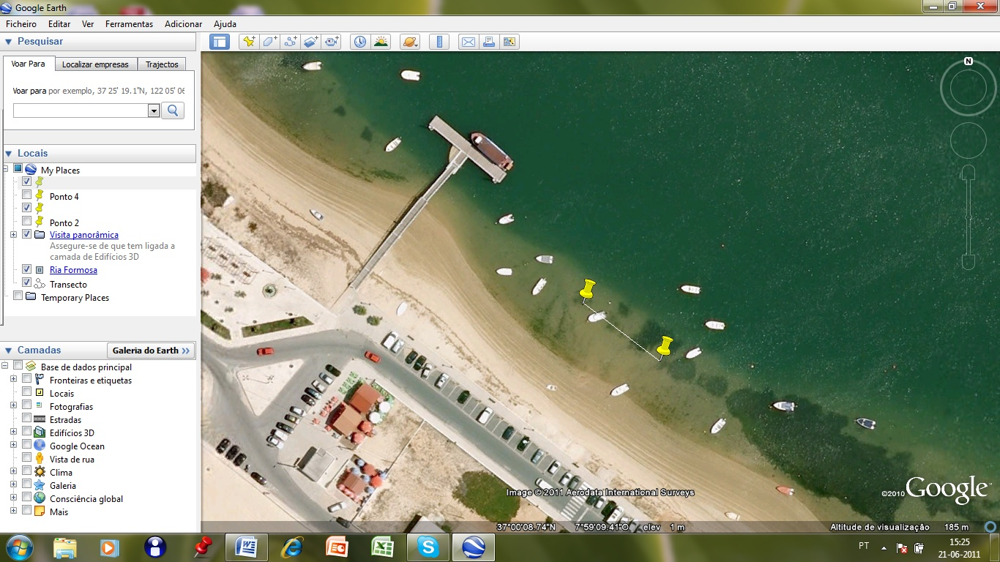 Google Earth
Ficheiro Editar Ver Ferramentas Adicionar Ajuda
Pesquisar
Voar Para Localizar empresas Trajectos
Voar para por exemplo, 37 25' 19.1"N, 122 05' 06
Locais
My Places
Ponto 4
Ponto 2
Visita panorâmica
Assegure-se de que tem ligada a
camada de Edifícios 3D
Ria Formosa
Transecto
Temporary Places
Camadas
Galeria do Earth >>
Base de dados principal
Fronteiras e etiquetas
Locais
Fotografias
Estradas
Edifícios 3D
Google Ocean
Vista de rua
Clima
Galeria
Consciência global
Mais
N
Image © 2011 Aerodata International Surveys
©2010 Google™
37°00'08.74"N 7°59'09.41"O elev 1 m
Altitude de visualização 185 m
PT
15:25
21-06-2011